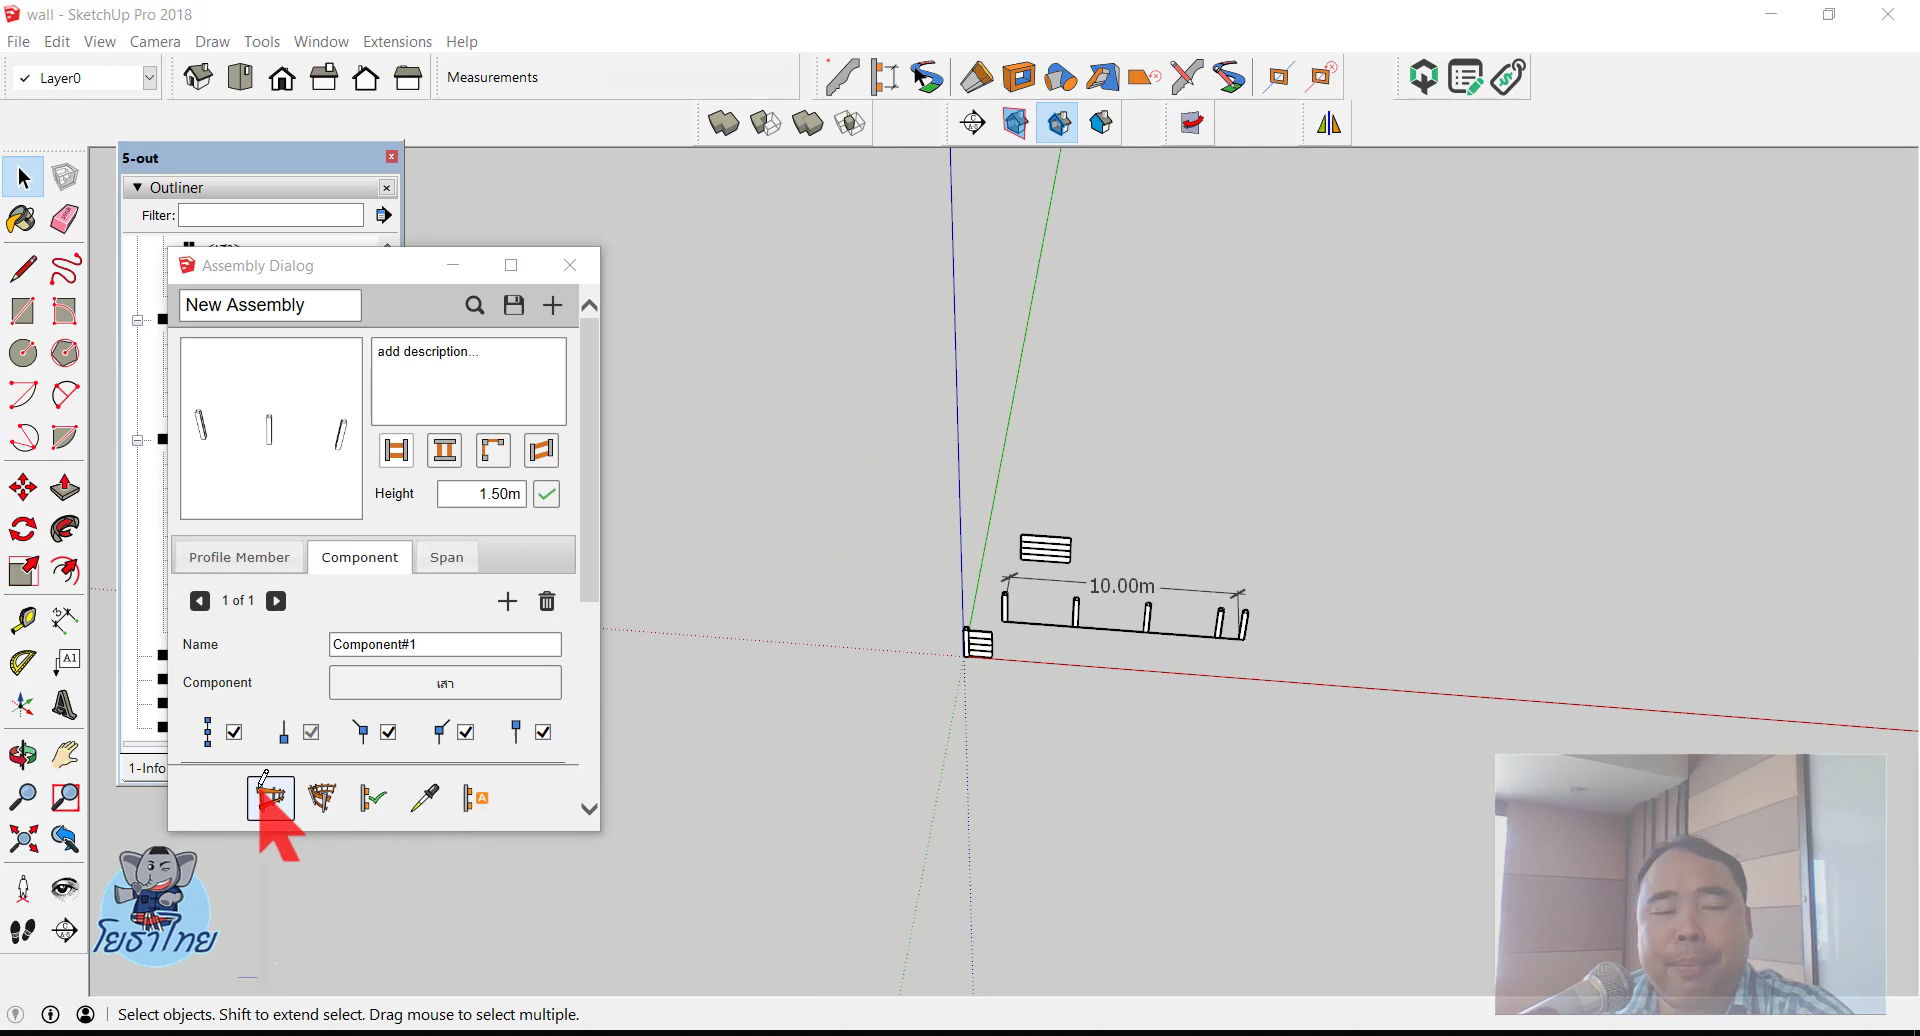 wall - SketchUp Pro 2018
File Edit View Camera Draw Tools Window Extensions Help
Layer0
Measurements
5-out
Outliner
Filter:
Assembly Dialog
New Assembly
add description...
Height 1.50m
Profile Member Component Span
1 of 1
Name Component#1
Component เสา
A
A1
1-Info
10.00m
โยธาไทย
Select objects. Shift to extend select. Drag mouse to select multiple.